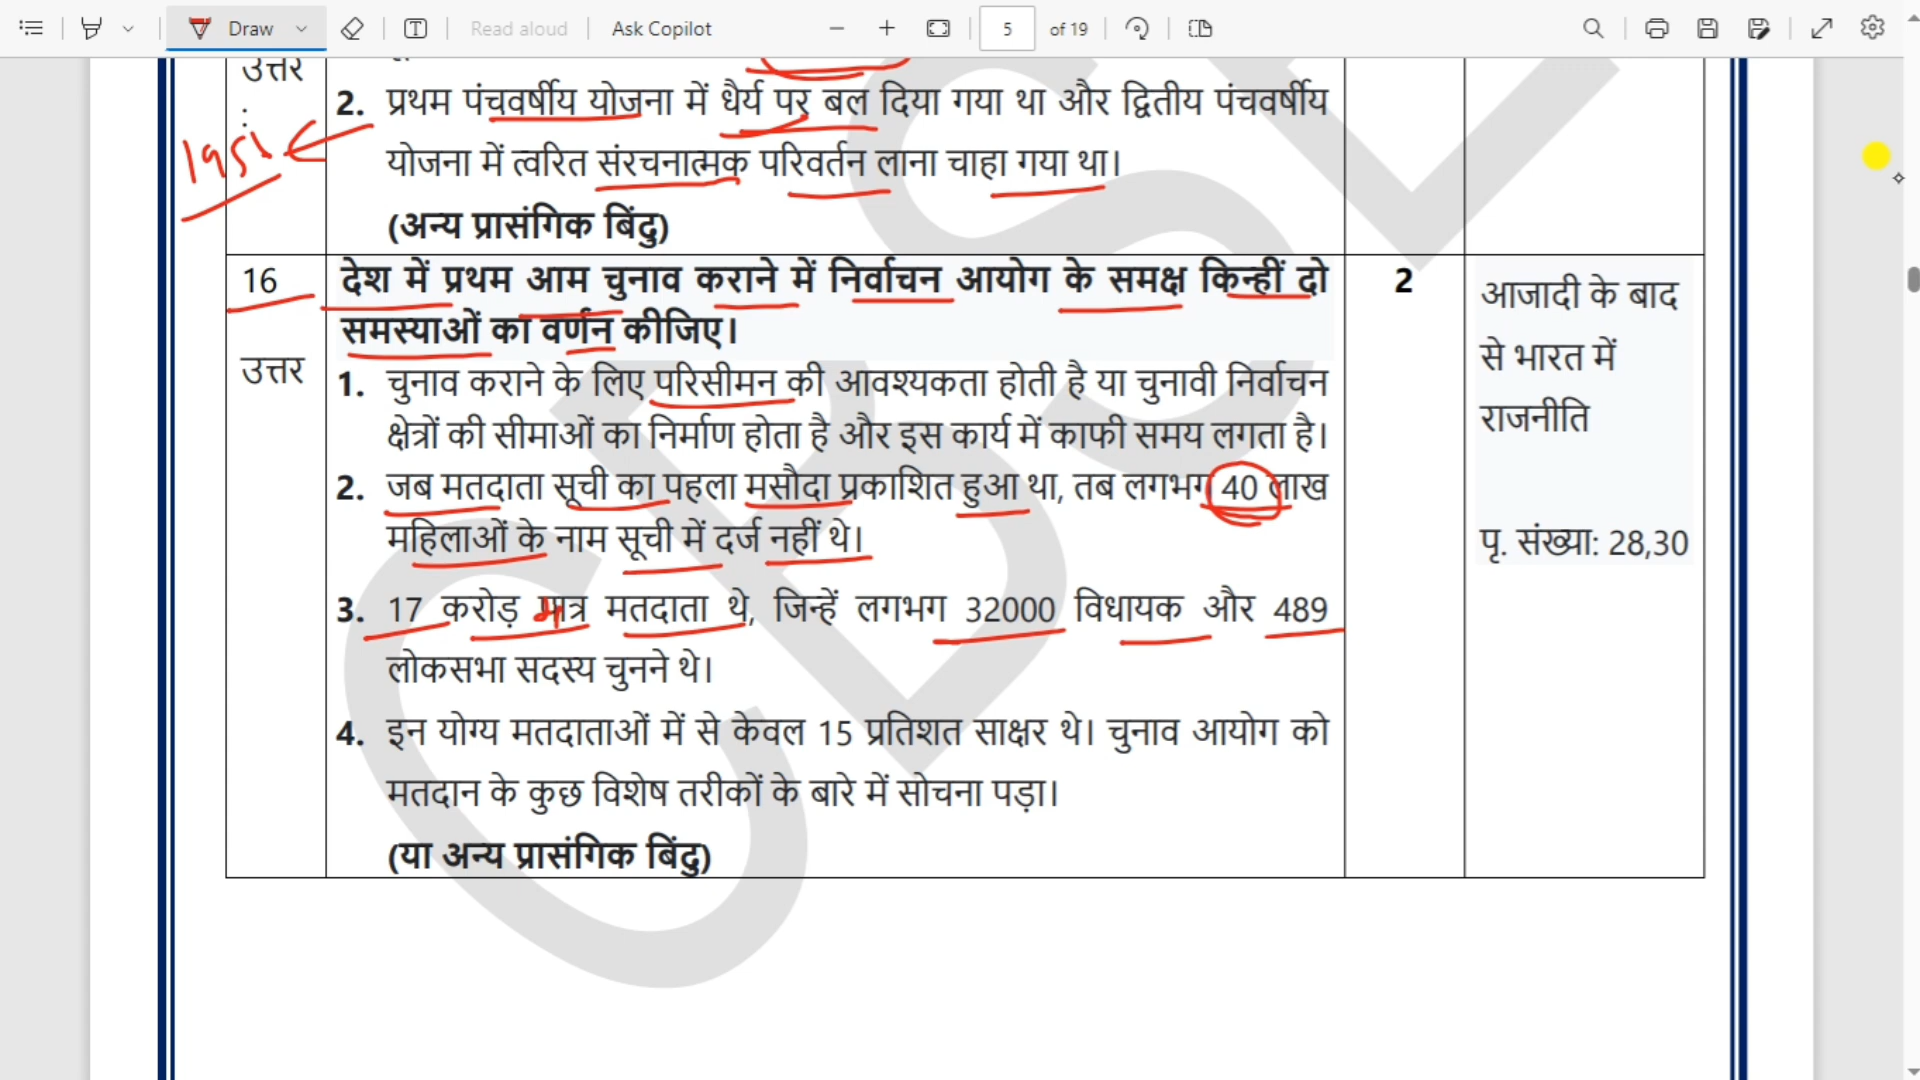 Draw
Read aloud
Ask Copilot
5 of 19
उत्तर
:
2. प्रथम पंचवर्षीय योजना में धैर्य पर बल दिया गया था और द्वितीय पंचवर्षीय
योजना में त्वरित संरचनात्मक परिवर्तन लाना चाहा गया था।
1951
(अन्य प्रासंगिक बिंदु)
16 देश में प्रथम आम चुनाव कराने में निर्वाचन आयोग के समक्ष किन्हीं दो 2
समस्याओं का वर्णन कीजिए।
उत्तर
1. चुनाव कराने के लिए परिसीमन की आवश्यकता होती है या चुनावी निर्वाचन
क्षेत्रों की सीमाओं का निर्माण होता है और इस कार्य में काफी समय लगता है।
2. जब मतदाता सूची का पहला मसौदा प्रकाशित हुआ था, तब लगभग 40 लाख
महिलाओं के नाम सूची में दर्ज नहीं थे।
3. 17 करोड़ मात्र मतदाता थे, जिन्हें लगभग 32000 विधायक और 489
लोकसभा सदस्य चुनने थे।
4. इन योग्य मतदाताओं में से केवल 15 प्रतिशत साक्षर थे। चुनाव आयोग को
मतदान के कुछ विशेष तरीकों के बारे में सोचना पड़ा।
(या अन्य प्रासंगिक बिंदु)
आजादी के बाद
से भारत में
राजनीति
पृ. संख्या: 28,30